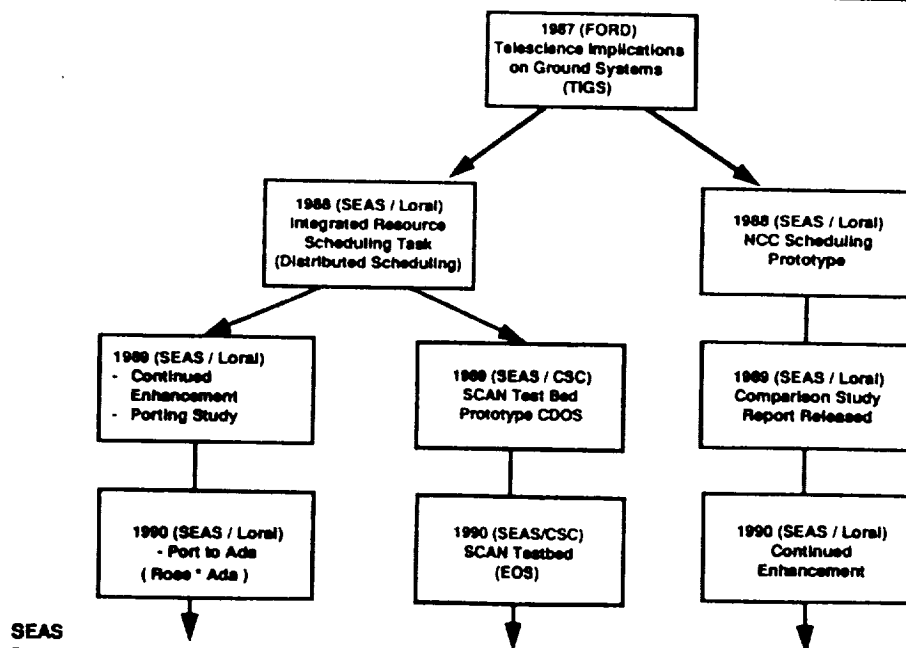 1987 (FORD)
Telescience Implications
on Ground Systems
(TIGS)
1988 (SEAS / Loral)
Integrated Resource
Scheduling Task
(Distributed Scheduling)
1988 (SEAS / Loral)
NCC Scheduling
Prototype
1989 (SEAS / Loral)
- Continued
Enhancement
- Porting Study
1989 (SEAS / CSC)
SCAN Test Bed
Prototype CDOS
1989 (SEAS / Loral)
Comparison Study
Report Released
1990 (SEAS / Loral)
- Port to Ada
( Rose * Ada )
1990 (SEAS/CSC)
SCAN Testbed
(EOS)
1990 (SEAS / Loral)
Continued
Enhancement
SEAS